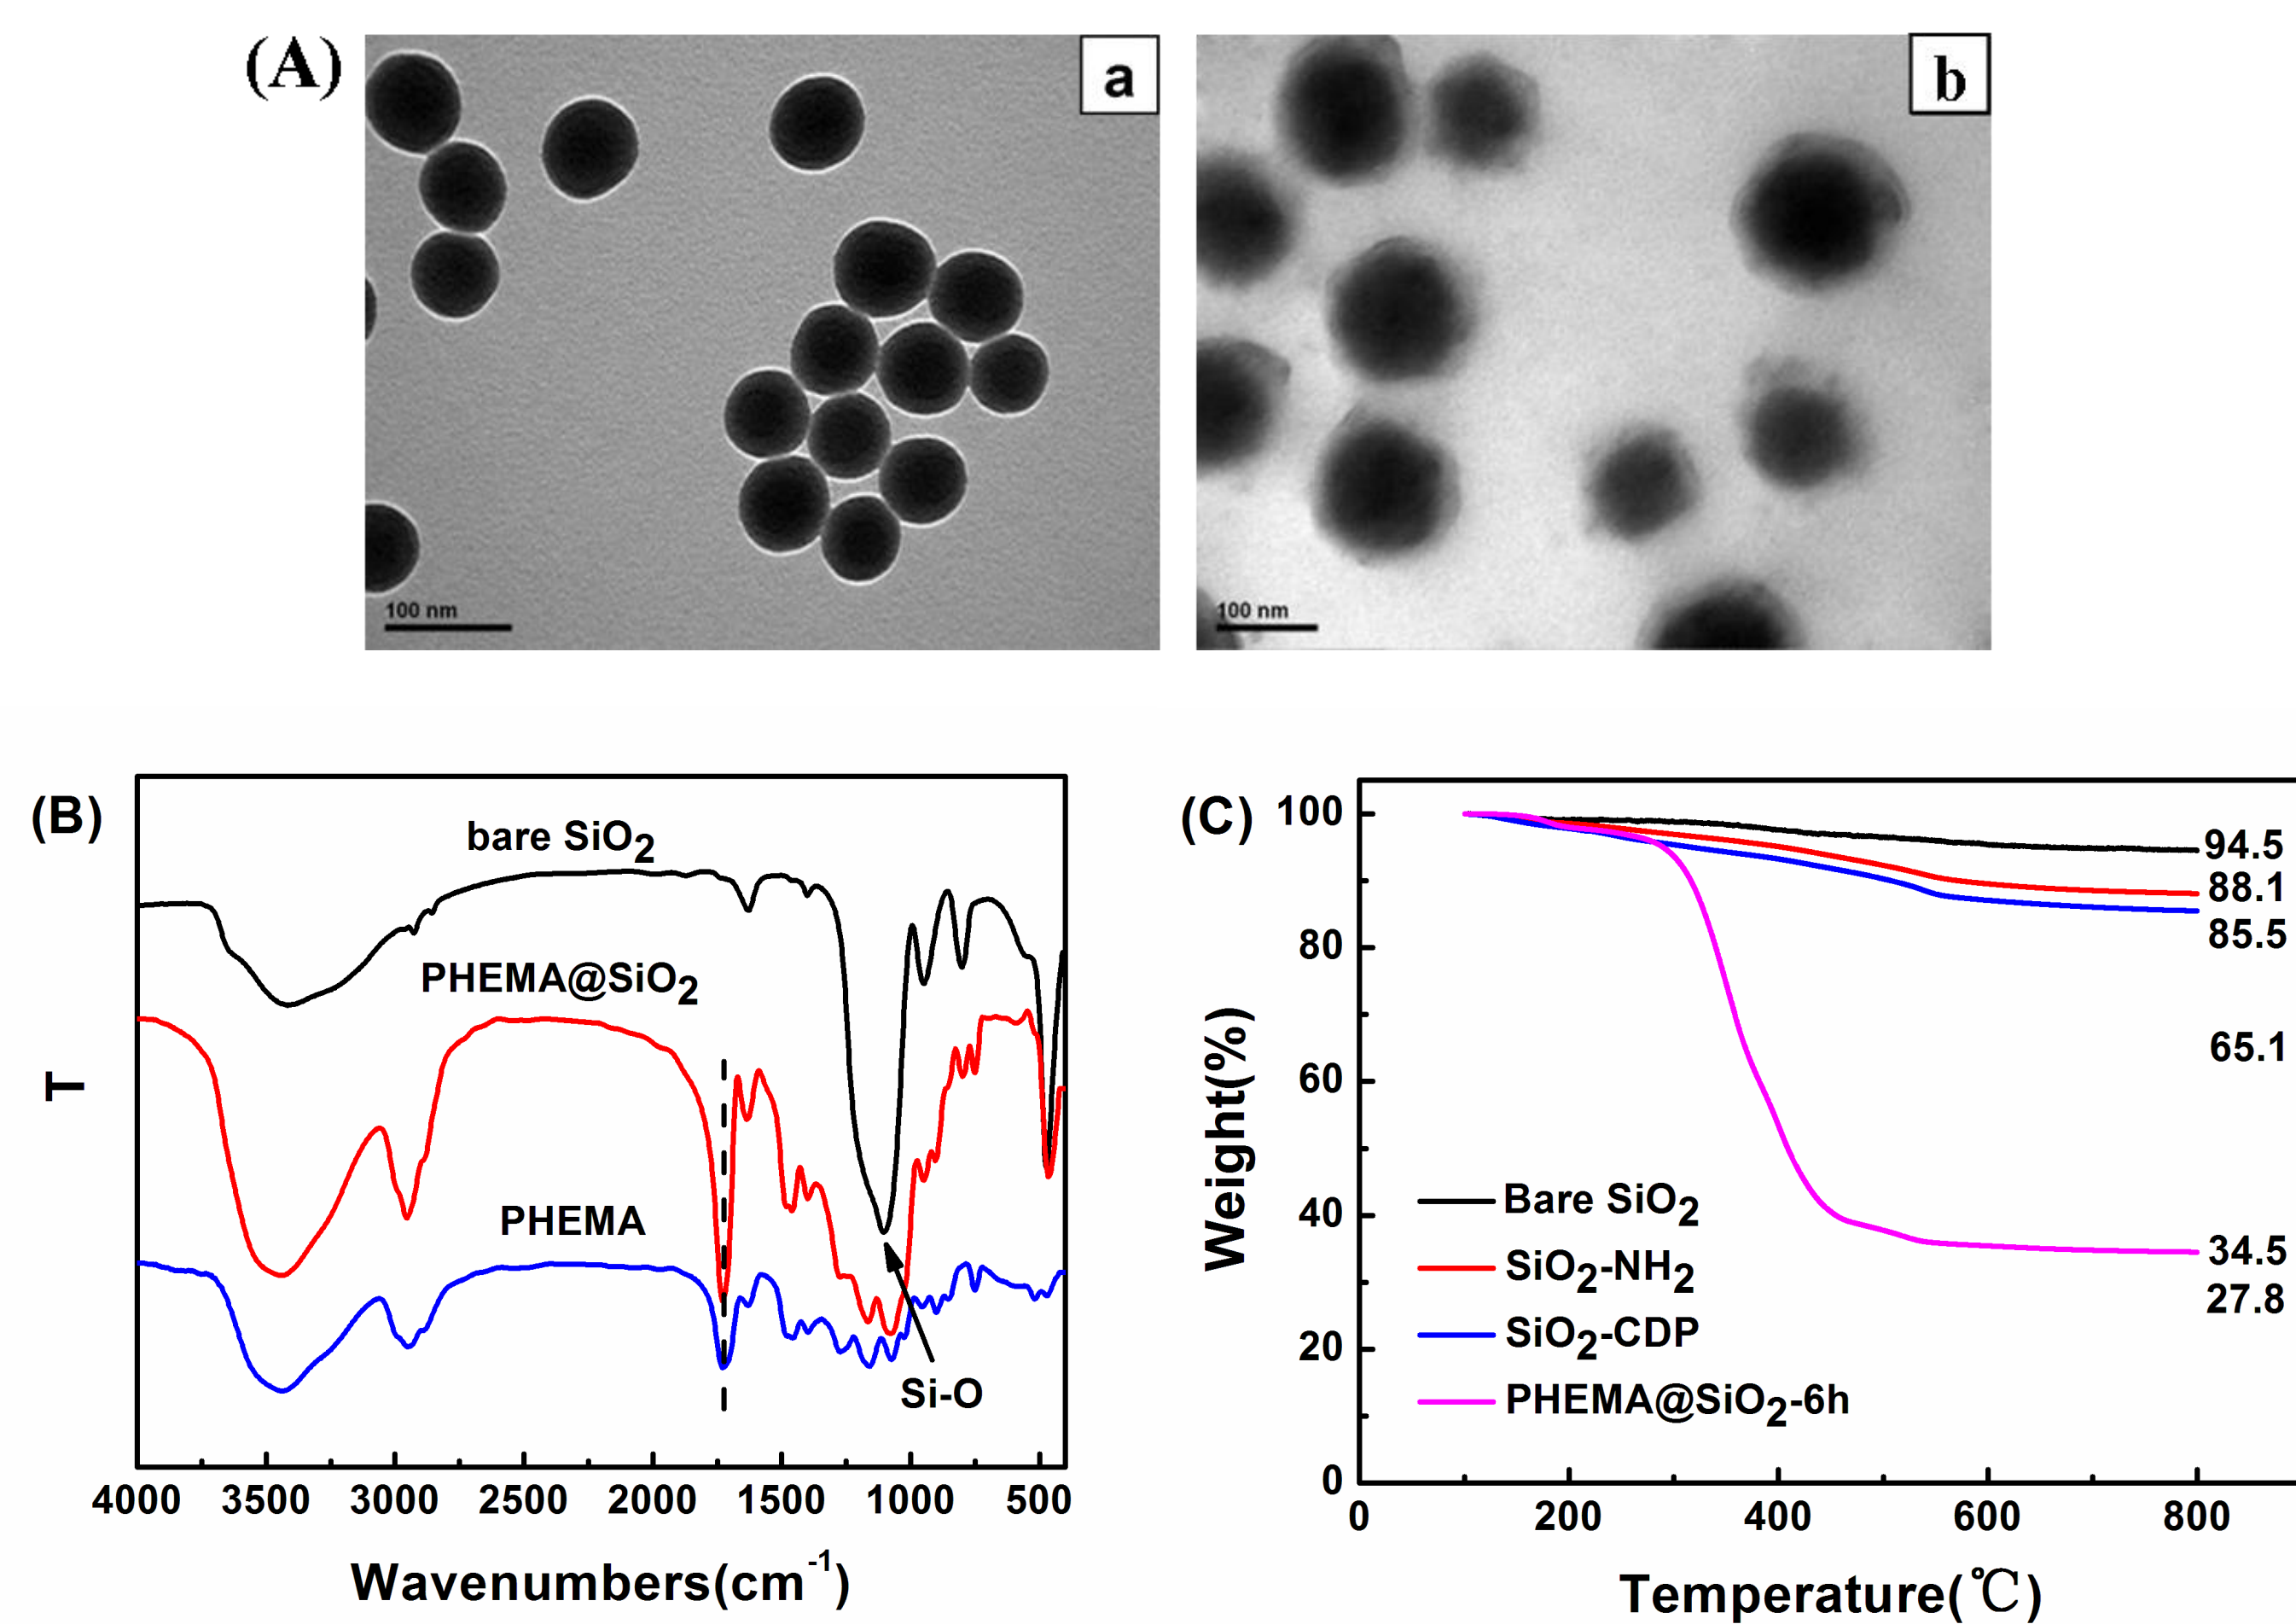 (A)
a
100 nm
b
100 nm
(B)
bare SiO2
PHEMA@SiO2
PHEMA
Si-O
T
4000 3500 3000 2500 2000 1500 1000 500
Wavenumbers(cm-1)
(C)
100
80
60
40
20
0
Weight(%)
94.5
88.1
85.5
65.1
34.5
27.8
Bare SiO2
SiO2-NH2
SiO2-CDP
PHEMA@SiO2-6h
0 200 400 600 800
Temperature(℃)